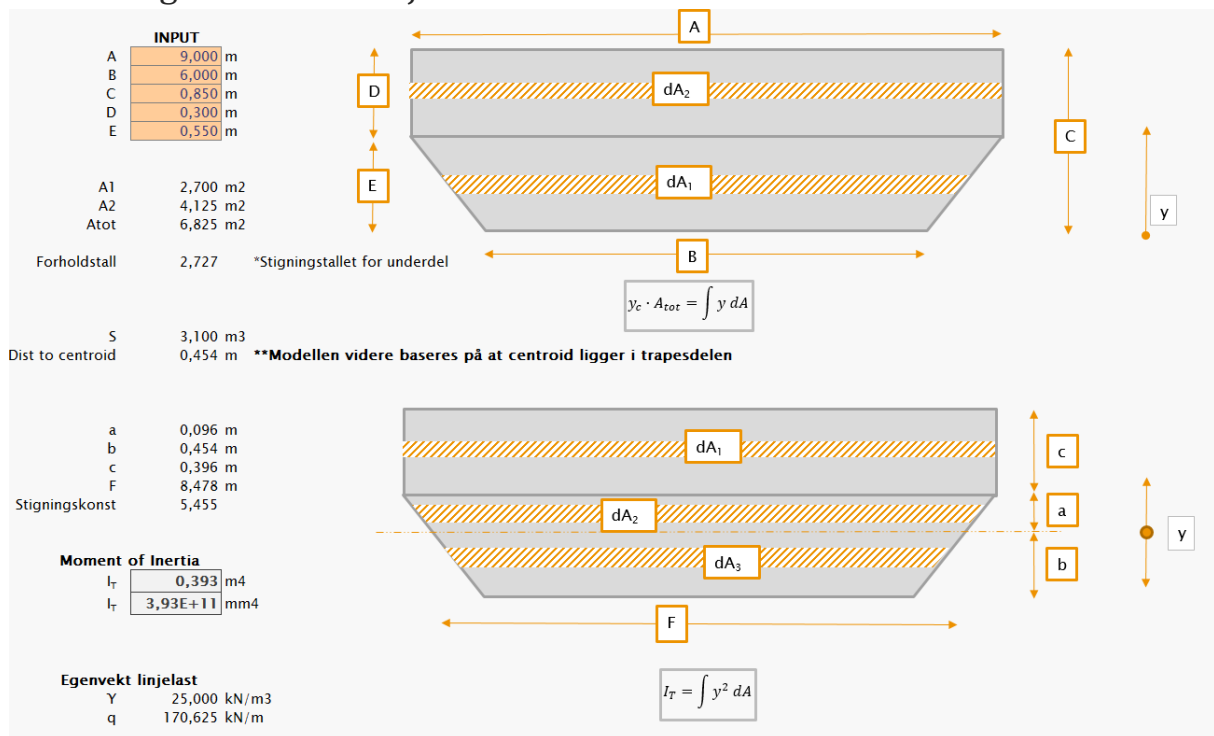 INPUT
A 9,000 m
B 6,000 m
C 0,850 m
D 0,300 m
E 0,550 m
A1 2,700 m2
A2 4,125 m2
Atot 6,825 m2
Forholdstall 2,727 *Stigningstallet for underdel
S 3,100 m3
Dist to centroid 0,454 m **Modellen videre baseres på at centroid ligger i trapesdelen
A
D
dA₂
C
E
dA₁
y
B
y_c · A_tot = ∫ y dA
a 0,096 m
b 0,454 m
c 0,396 m
F 8,478 m
Stigningskonst 5,455
Moment of Inertia
I_T 0,393 m4
I_T 3,93E+11 mm4
Egenvekt linjelast
Y 25,000 kN/m3
q 170,625 kN/m
dA₁
c
dA₂
a
y
dA₃
b
F
I_T = ∫ y² dA